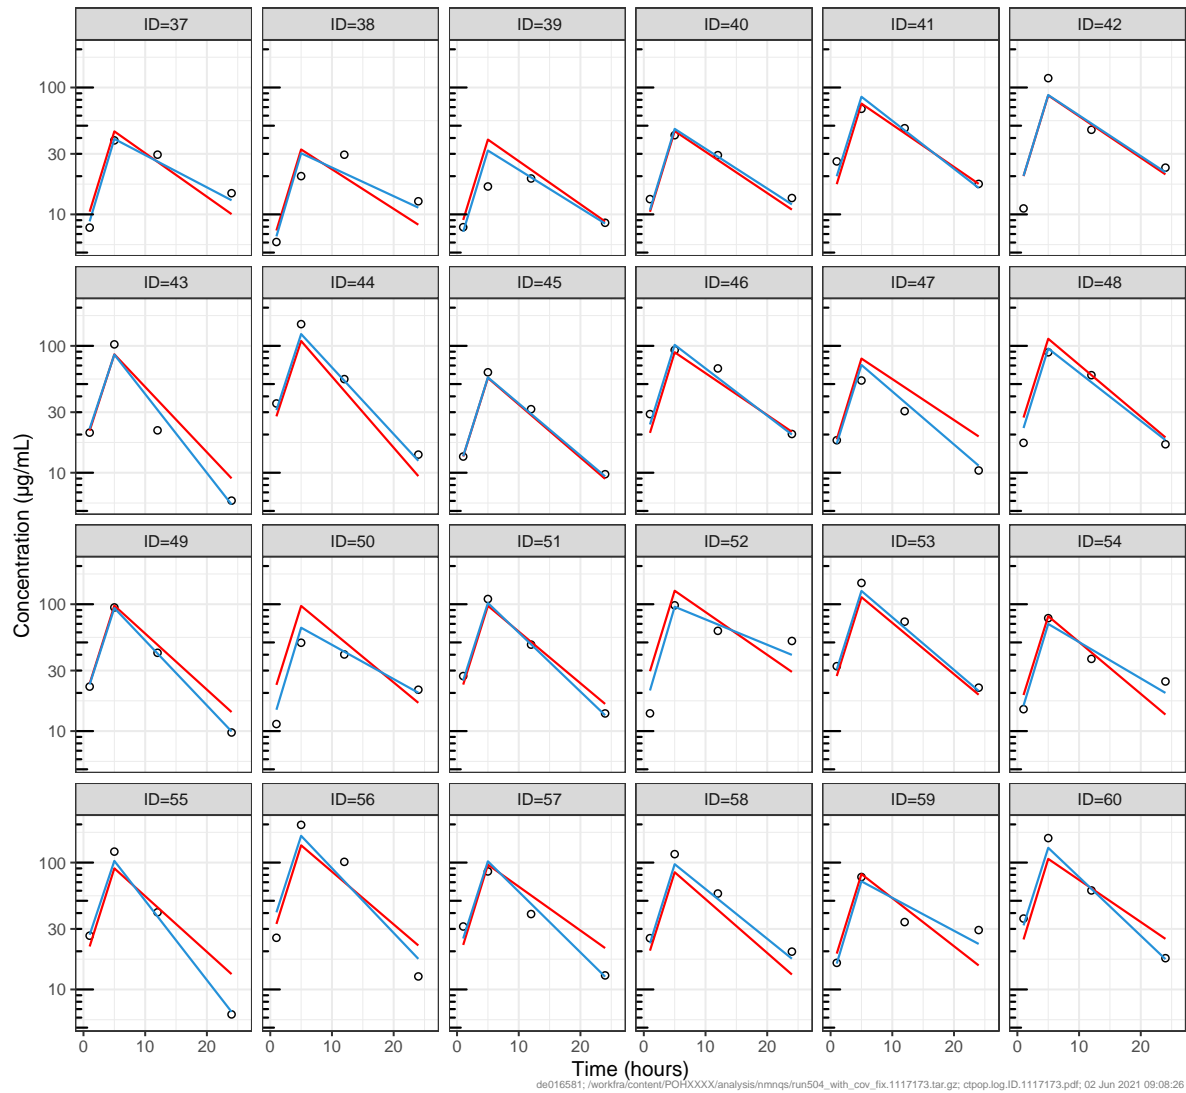 ID=37 ID=38 ID=39 ID=40 ID=41 ID=42
100
30
10
ID=43 ID=44 ID=45 ID=46 ID=47 ID=48
100
30
10
Concentration (µg/mL)
ID=49 ID=50 ID=51 ID=52 ID=53 ID=54
100
30
10
ID=55 ID=56 ID=57 ID=58 ID=59 ID=60
100
30
10
0 10 20 0 10 20 0 10 20 0 10 20 0 10 20 0 10 20
Time (hours)
de016581; /workfra/content/POHXXXX/analysis/nmnqs/run504_with_cov_fix.1117173.tar.gz; ctpop.log.ID.1117173.pdf; 02 Jun 2021 09:08:26